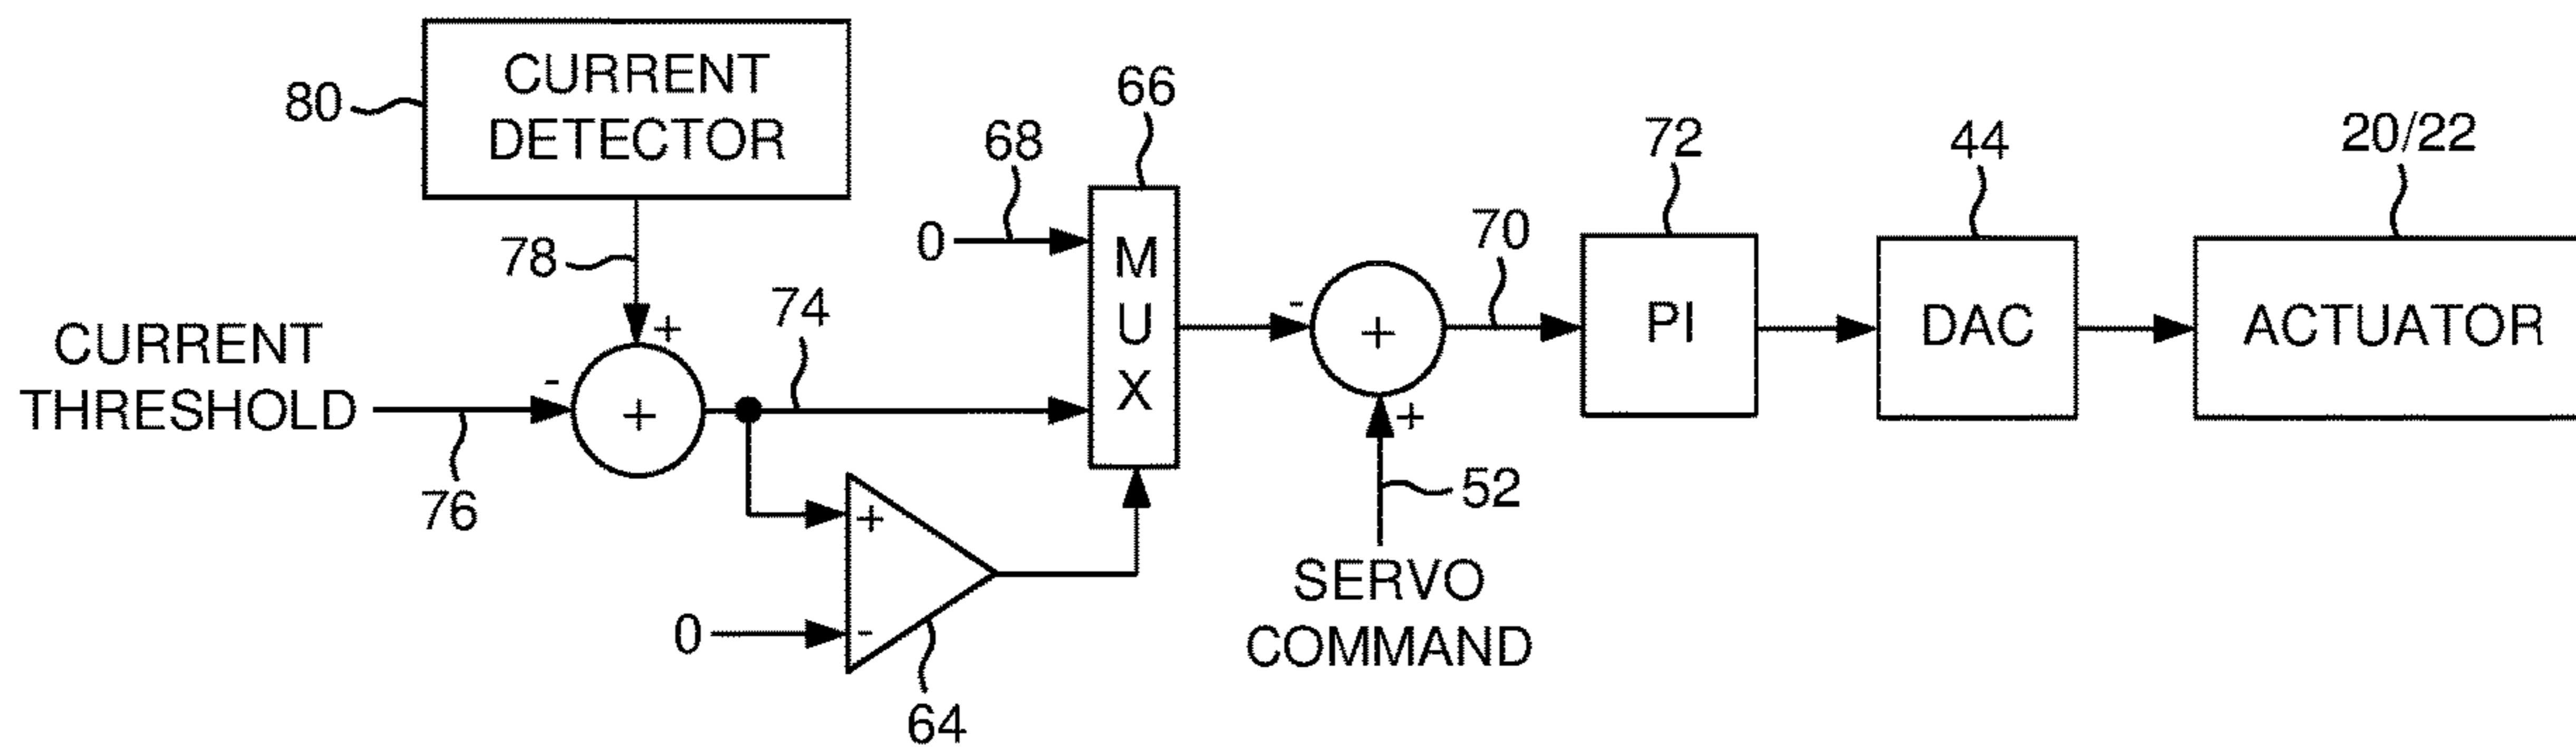 CURRENT
DETECTOR
80
78
+
CURRENT
THRESHOLD
-
+
76
74
68
0
66
M
U
X
+
-
0
64
-
+
+
52
SERVO
COMMAND
70
72
PI
44
DAC
20/22
ACTUATOR